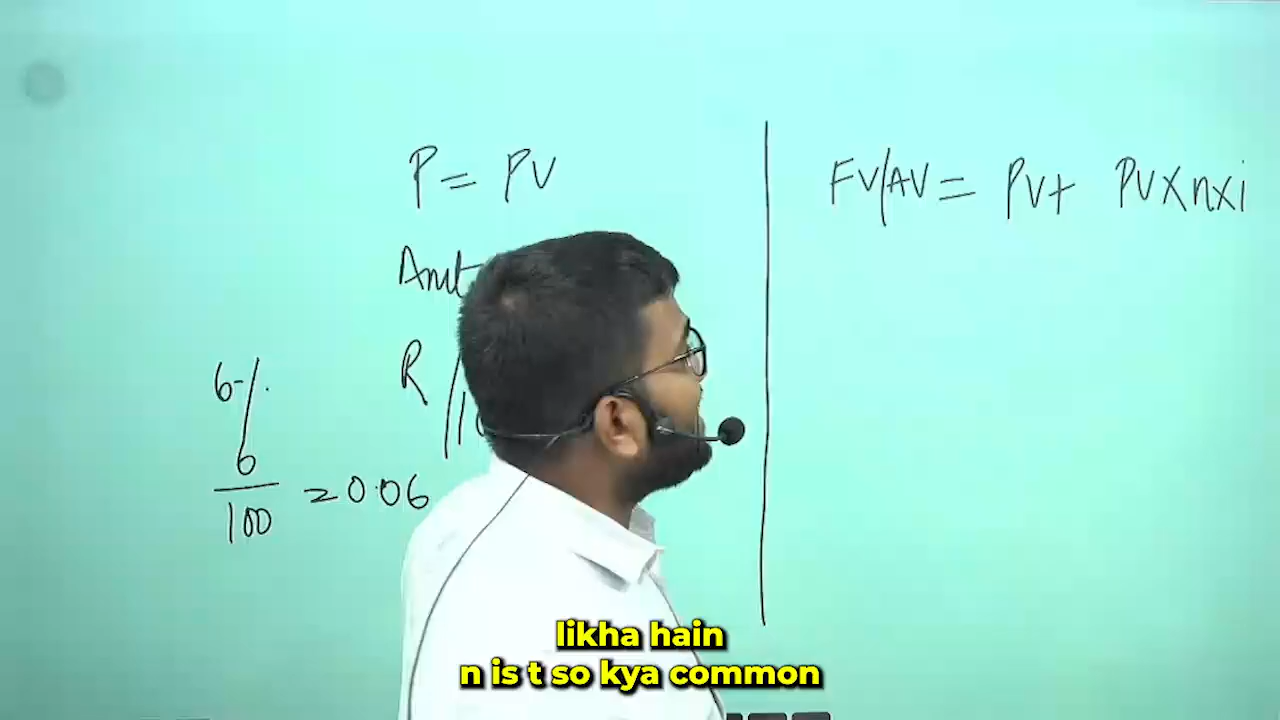 P = PV
Amt
R
6%
6
100
= 0.06
FV/AV = PV + PV × n × i
likha hain
n is t so kya common